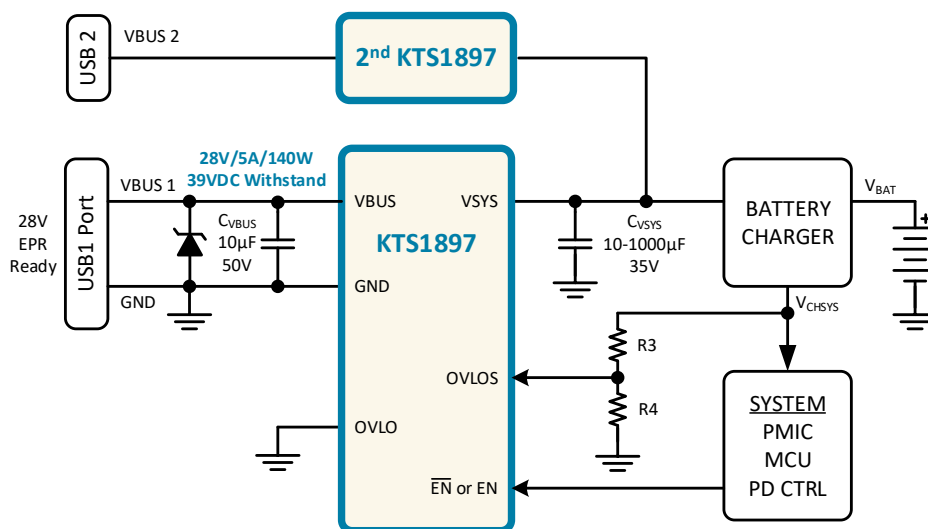 USB 2
VBUS 2
2nd KTS1897
28V/5A/140W
39VDC Withstand
28V
EPR
Ready
USB1 Port
VBUS 1
GND
CVBUS
10µF
50V
VBUS
VSYS
KTS1897
GND
OVLOS
OVLO
EN or EN
CVSYS
10-1000µF
35V
BATTERY
CHARGER
VBAT
+
VCHSYS
R3
R4
SYSTEM
PMIC
MCU
PD CTRL